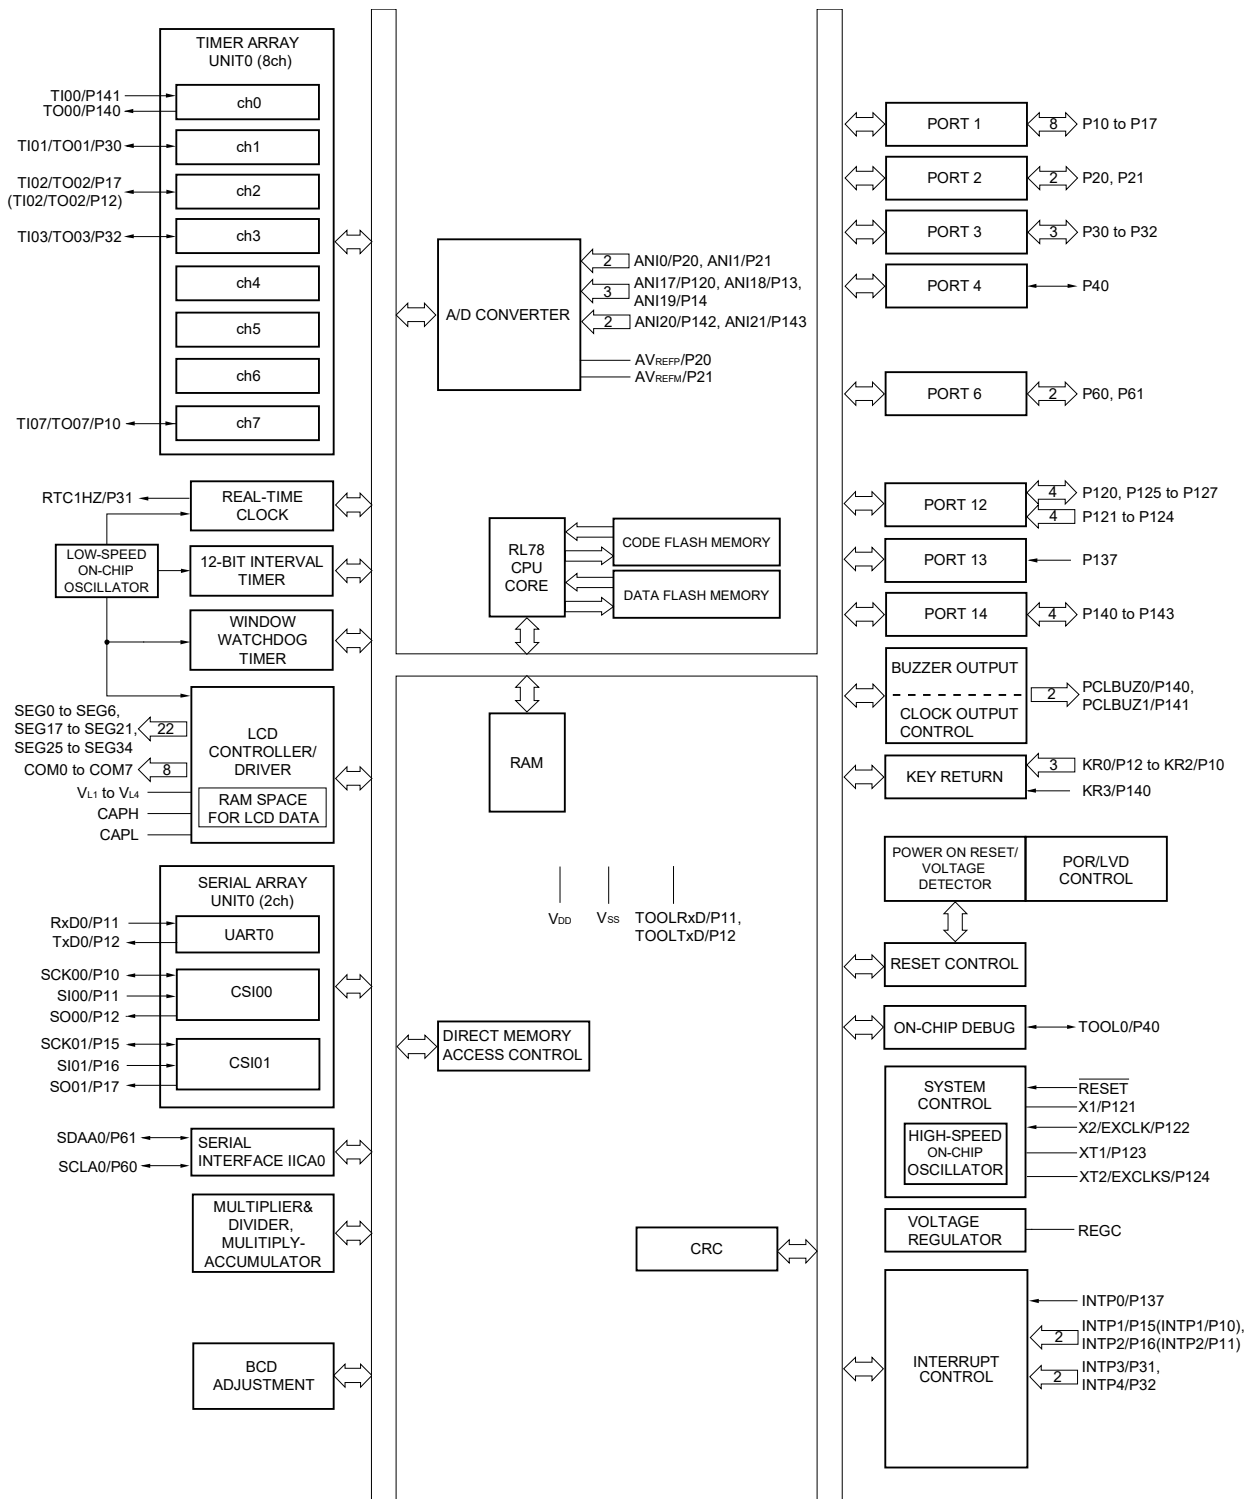 TIMER ARRAY
UNIT0 (8ch)
TI00/P141
TO00/P140
ch0
TI01/TO01/P30
ch1
TI02/TO02/P17
(TI02/TO02/P12)
ch2
TI03/TO03/P32
ch3
ch4
ch5
ch6
TI07/TO07/P10
ch7
RTC1HZ/P31
REAL-TIME
CLOCK
LOW-SPEED
ON-CHIP
OSCILLATOR
12-BIT INTERVAL
TIMER
WINDOW
WATCHDOG
TIMER
SEG0 to SEG6,
SEG17 to SEG21,
SEG25 to SEG34
22
COM0 to COM7
8
VL1 to VL4
CAPH
CAPL
LCD
CONTROLLER/
DRIVER
RAM SPACE
FOR LCD DATA
SERIAL ARRAY
UNIT0 (2ch)
RxD0/P11
TxD0/P12
UART0
SCK00/P10
SI00/P11
SO00/P12
CSI00
SCK01/P15
SI01/P16
SO01/P17
CSI01
SDAA0/P61
SCLA0/P60
SERIAL
INTERFACE IICA0
MULTIPLIER&
DIVIDER,
MULITIPLY-
ACCUMULATOR
BCD
ADJUSTMENT
A/D CONVERTER
2
ANI0/P20, ANI1/P21
3
ANI17/P120, ANI18/P13,
ANI19/P14
2
ANI20/P142, ANI21/P143
AVREFP/P20
AVREFM/P21
RL78
CPU
CORE
CODE FLASH MEMORY
DATA FLASH MEMORY
RAM
VDD
VSS
TOOLRxD/P11,
TOOLTxD/P12
DIRECT MEMORY
ACCESS CONTROL
CRC
PORT 1
8
P10 to P17
PORT 2
2
P20, P21
PORT 3
3
P30 to P32
PORT 4
P40
PORT 6
2
P60, P61
PORT 12
4
P120, P125 to P127
4
P121 to P124
PORT 13
P137
PORT 14
4
P140 to P143
BUZZER OUTPUT
CLOCK OUTPUT
CONTROL
2
PCLBUZ0/P140,
PCLBUZ1/P141
KEY RETURN
3
KR0/P12 to KR2/P10
KR3/P140
POWER ON RESET/
VOLTAGE
DETECTOR
POR/LVD
CONTROL
RESET CONTROL
ON-CHIP DEBUG
TOOL0/P40
SYSTEM
CONTROL
HIGH-SPEED
ON-CHIP
OSCILLATOR
RESET
X1/P121
X2/EXCLK/P122
XT1/P123
XT2/EXCLKS/P124
VOLTAGE
REGULATOR
REGC
INTERRUPT
CONTROL
INTP0/P137
2
INTP1/P15(INTP1/P10),
INTP2/P16(INTP2/P11)
2
INTP3/P31,
INTP4/P32